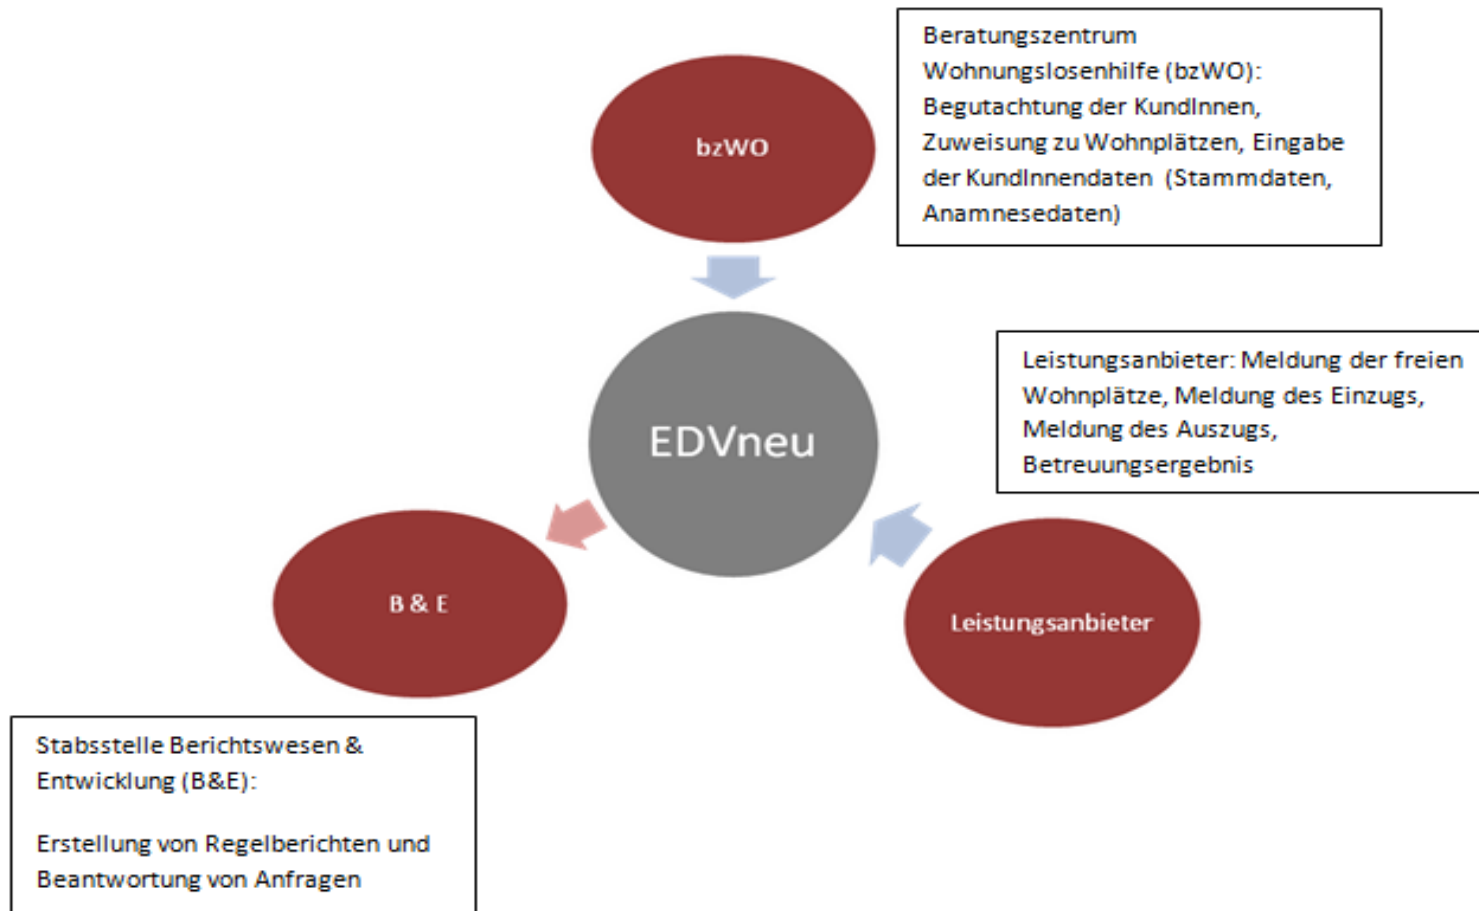 Beratungszentrum
Wohnungslosenhilfe (bzWO):
Begutachtung der KundInnen,
Zuweisung zu Wohnplätzen, Eingabe
der KundInnendaten (Stammdaten,
Anamnesedaten)
bzWO
EDVneu
Leistungsanbieter: Meldung der freien
Wohnplätze, Meldung des Einzugs,
Meldung des Auszugs,
Betreuungsergebnis
B & E
Leistungsanbieter
Stabsstelle Berichtswesen &
Entwicklung (B&E):
Erstellung von Regelberichten und
Beantwortung von Anfragen